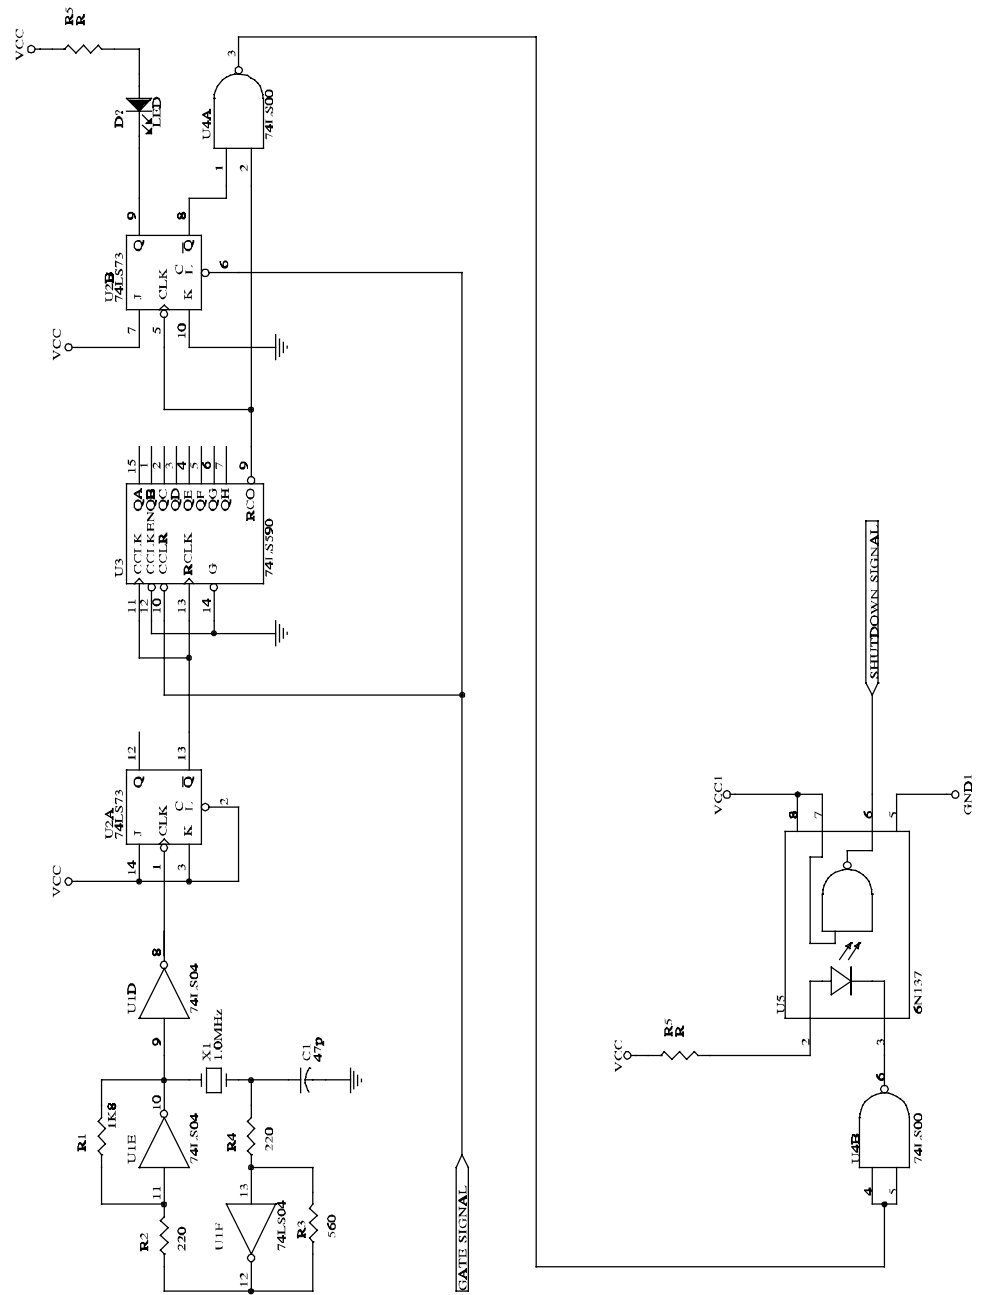 VCC
R5
R
D?
LED
9
8
Q
Q
U2B
74LS73
J
CLK
K
C
L
6
7
5
10
VCC
U4A
74LS00
1
2
3
U3
74LS590
CCLK
CCLKEN
CCLR
RCLK
G
QA
QB
QC
QD
QE
QF
QG
QH
RCO
15
1
2
3
4
5
6
7
9
11
12
10
13
14
U2A
74LS73
J
CLK
K
C
L
Q
Q
12
13
2
14
1
3
VCC
U1D
74LS04
9
8
R1
1K8
U1E
74LS04
11
10
R2
220
X1
1.0MHz
C1
47p
R4
220
U1F
74LS04
13
12
R3
560
GATE SIGNAL
U4B
74LS00
4
5
6
VCC
R5
R
U5
6N137
2
3
8
7
6
5
VCC1
GND1
SHUTDOWN SIGNAL